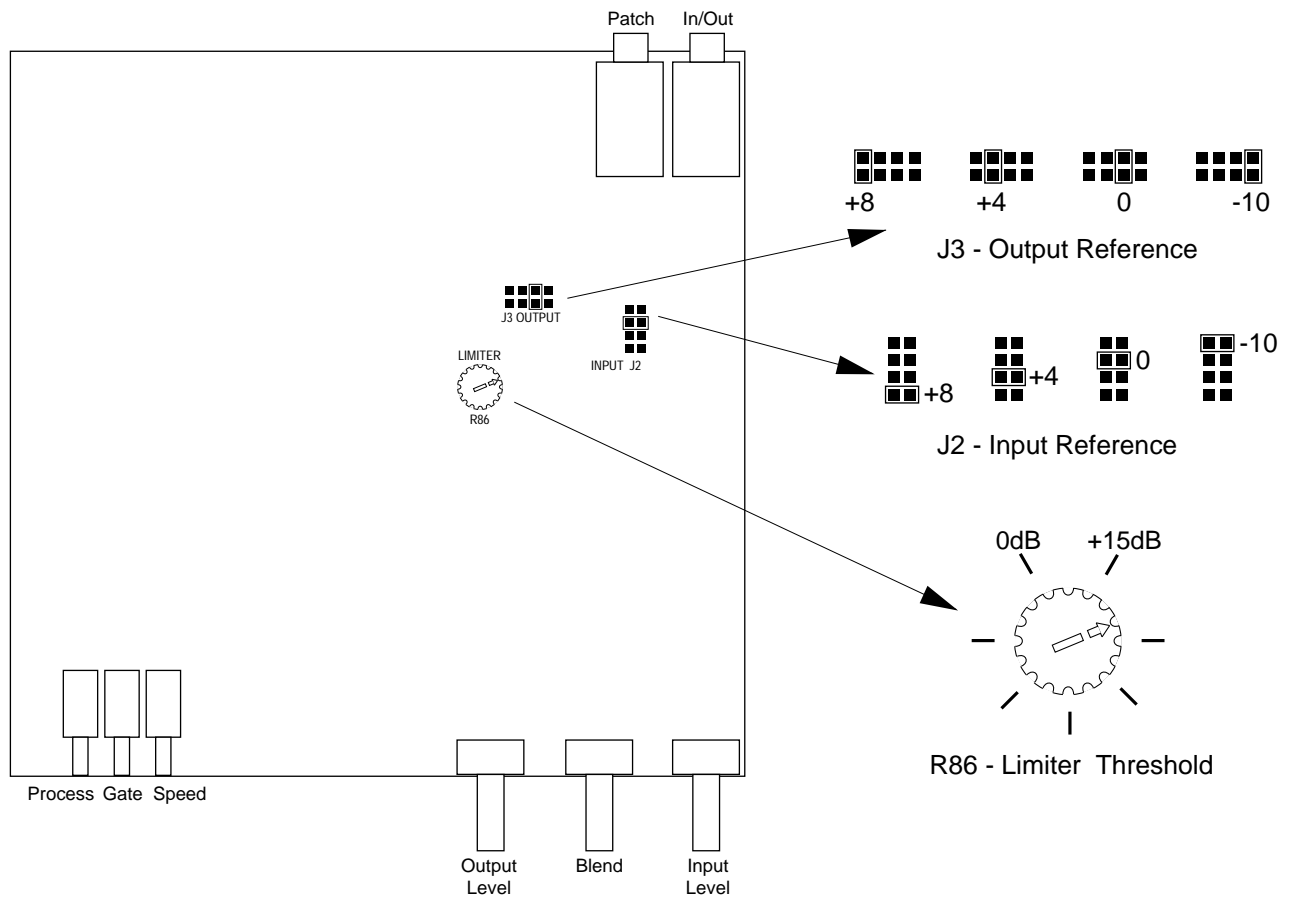 Patch In/Out
+8 +4 0 -10
J3 - Output Reference
J3 OUTPUT
INPUT J2
LIMITER
R86
-10
0
+4
+8
J2 - Input Reference
0dB +15dB
R86 - Limiter Threshold
Process Gate Speed
Output Level
Blend
Input Level